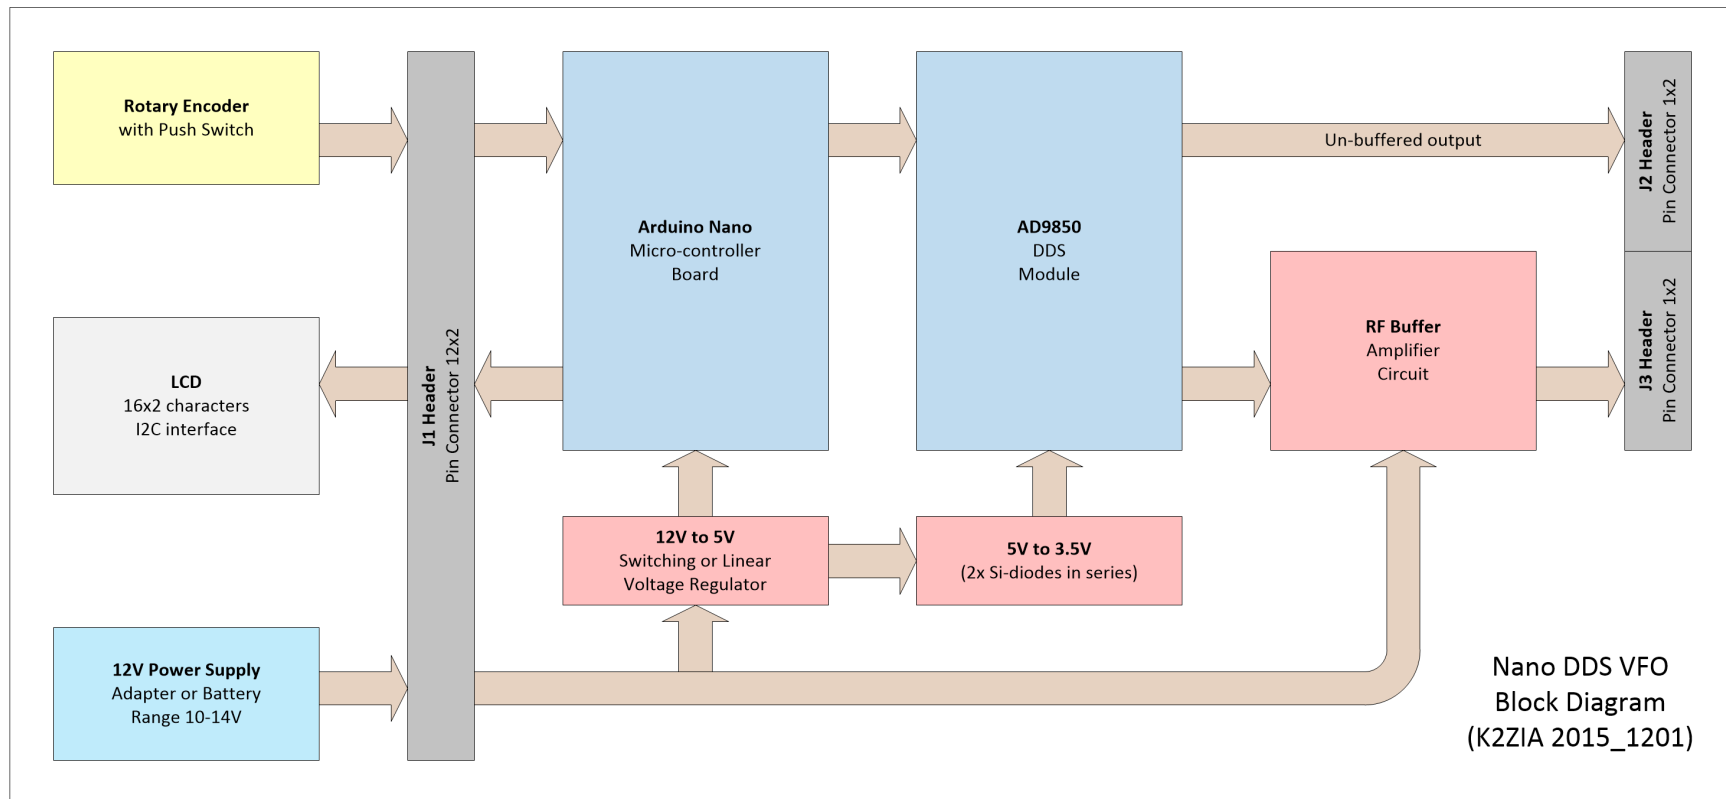 Rotary Encoder
with Push Switch
LCD
16x2 characters
I2C interface
12V Power Supply
Adapter or Battery
Range 10-14V
J1 Header
Pin Connector 12x2
Arduino Nano
Micro-controller
Board
12V to 5V
Switching or Linear
Voltage Regulator
AD9850
DDS
Module
5V to 3.5V
(2x Si-diodes in series)
Un-buffered output
RF Buffer
Amplifier
Circuit
J2 Header
Pin Connector 1x2
J3 Header
Pin Connector 1x2
Nano DDS VFO
Block Diagram
(K2ZIA 2015_1201)